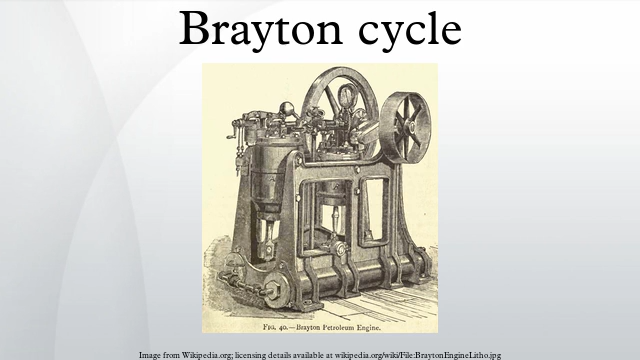 Brayton cycle
Fig. 40.—Brayton Petroleum Engine.
Image from Wikipedia.org; licensing details available at wikipedia.org/wiki/File:BraytonEngineLitho.jpg